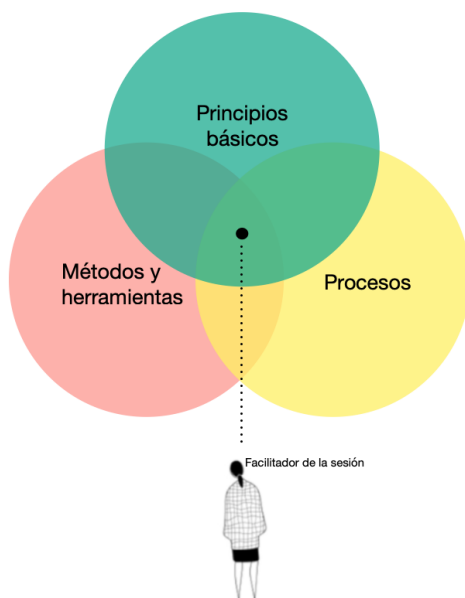 Principios
básicos
Métodos y
herramientas
Procesos
Facilitador de la sesión